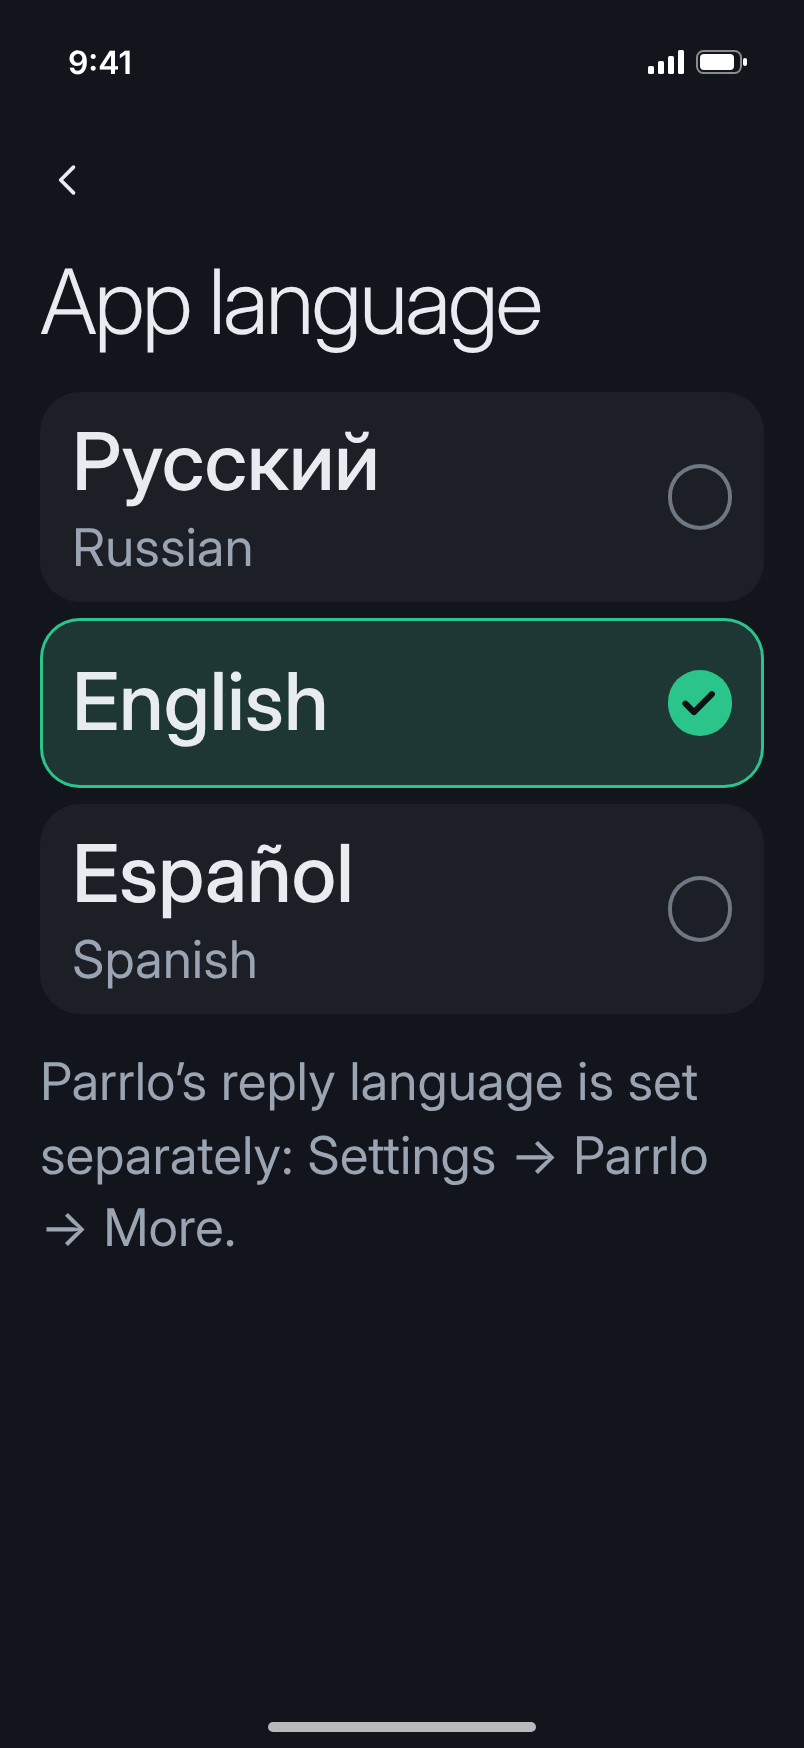 9:41
App language
Русский
Russian
English
Español
Spanish
Parrlo’s reply language is set
separately: Settings → Parrlo
→ More.